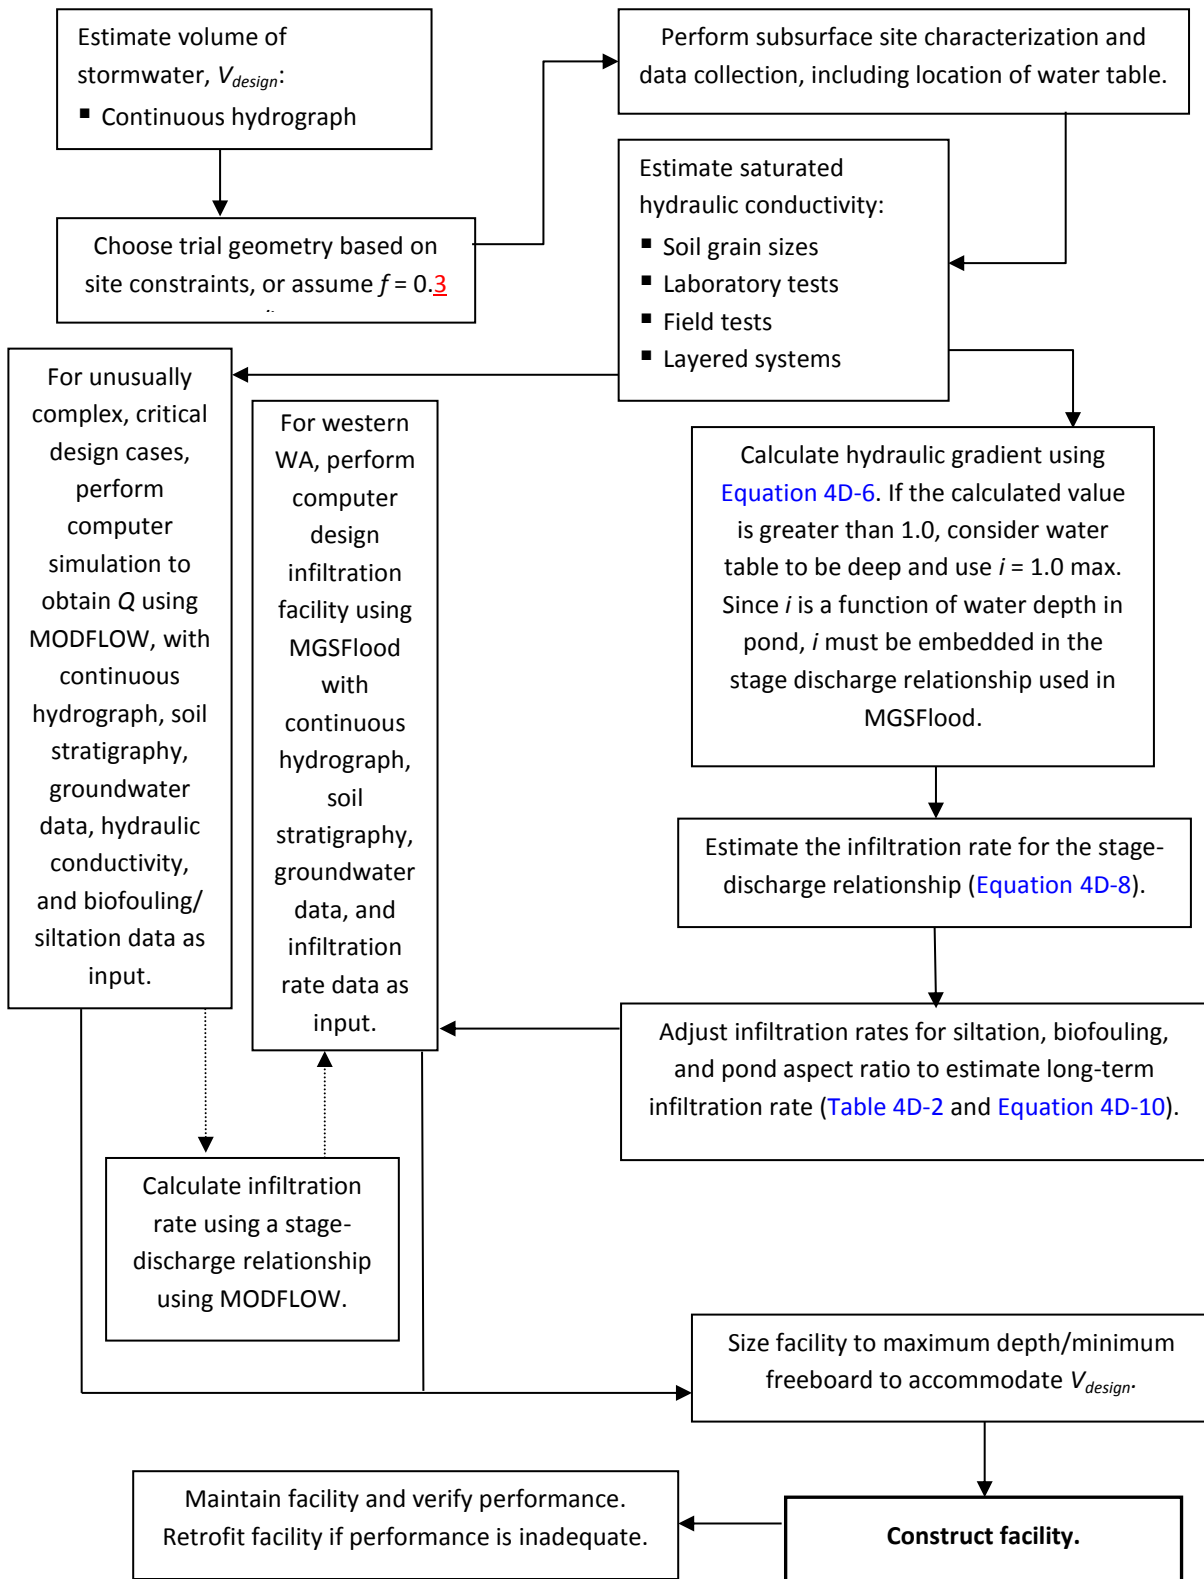 Estimate volume of
stormwater, Vdesign:
▪ Continuous hydrograph
Perform subsurface site characterization and
data collection, including location of water table.
Choose trial geometry based on
site constraints, or assume f = 0.3
Estimate saturated
hydraulic conductivity:
▪ Soil grain sizes
▪ Laboratory tests
▪ Field tests
▪ Layered systems
For unusually
complex, critical
design cases,
perform
computer
simulation to
obtain Q using
MODFLOW, with
continuous
hydrograph, soil
stratigraphy,
groundwater
data, hydraulic
conductivity,
and biofouling/
siltation data as
input.
For western
WA, perform
computer
design
infiltration
facility using
MGSFlood
with
continuous
hydrograph,
soil
stratigraphy,
groundwater
data, and
infiltration
rate data as
input.
Calculate hydraulic gradient using
Equation 4D-6. If the calculated value
is greater than 1.0, consider water
table to be deep and use i = 1.0 max.
Since i is a function of water depth in
pond, i must be embedded in the
stage discharge relationship used in
MGSFlood.
Estimate the infiltration rate for the stage-
discharge relationship (Equation 4D-8).
Adjust infiltration rates for siltation, biofouling,
and pond aspect ratio to estimate long-term
infiltration rate (Table 4D-2 and Equation 4D-10).
Calculate infiltration
rate using a stage-
discharge relationship
using MODFLOW.
Size facility to maximum depth/minimum
freeboard to accommodate Vdesign.
Maintain facility and verify performance.
Retrofit facility if performance is inadequate.
Construct facility.